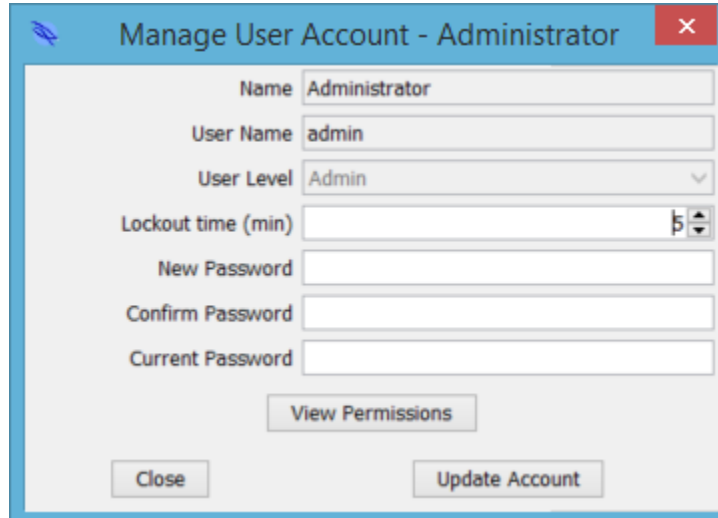 Manage User Account - Administrator
Name Administrator
User Name admin
User Level Admin
Lockout time (min) 5
New Password
Confirm Password
Current Password
View Permissions
Close Update Account